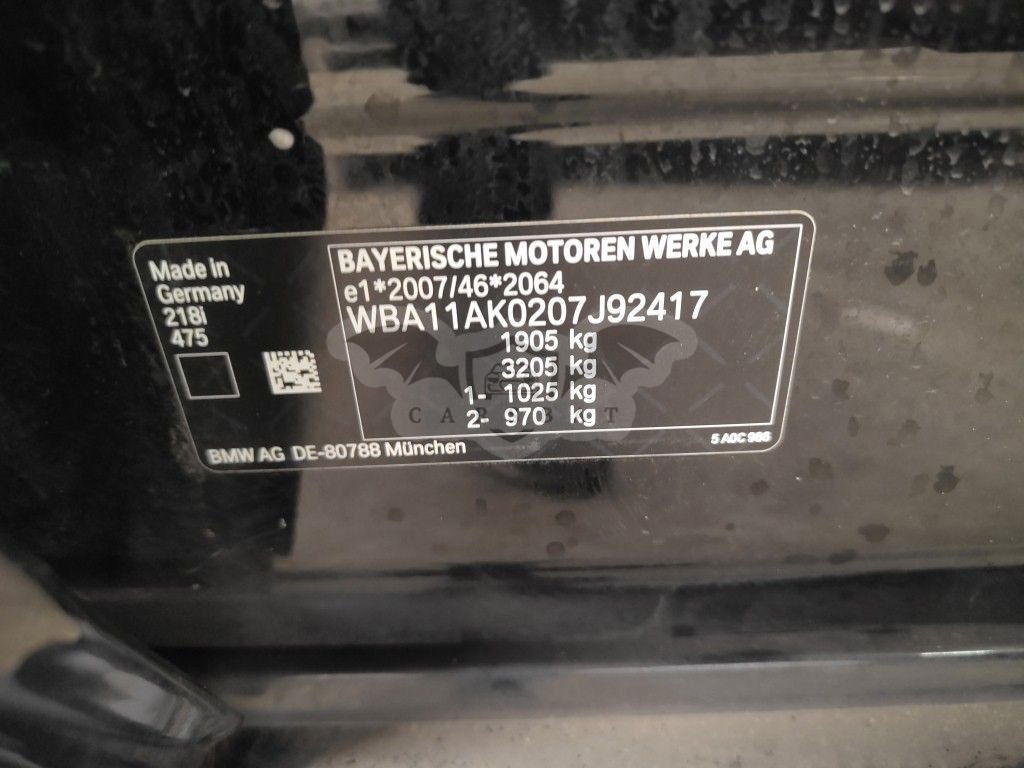 Made in
Germany
218i
475
BAYERISCHE MOTOREN WERKE AG
e1*2007/46*2064
WBA11AK0207J92417
1905 kg
3205 kg
1- 1025 kg
2- 970 kg
BMW AG DE-80788 München
5 A0C 986